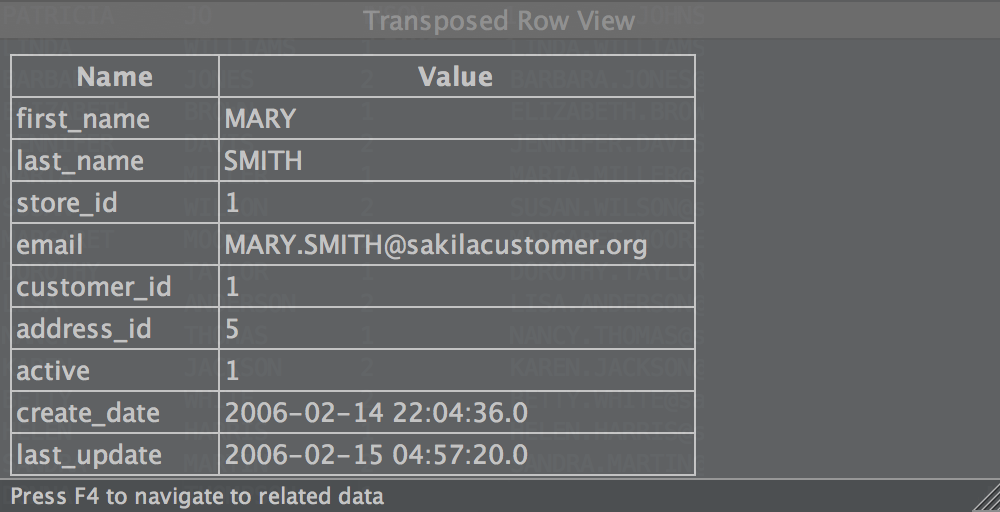 Transposed Row View
Name Value
first_name MARY
last_name SMITH
store_id 1
email MARY.SMITH@sakilacustomer.org
customer_id 1
address_id 5
active 1
create_date 2006-02-14 22:04:36.0
last_update 2006-02-15 04:57:20.0
Press F4 to navigate to related data